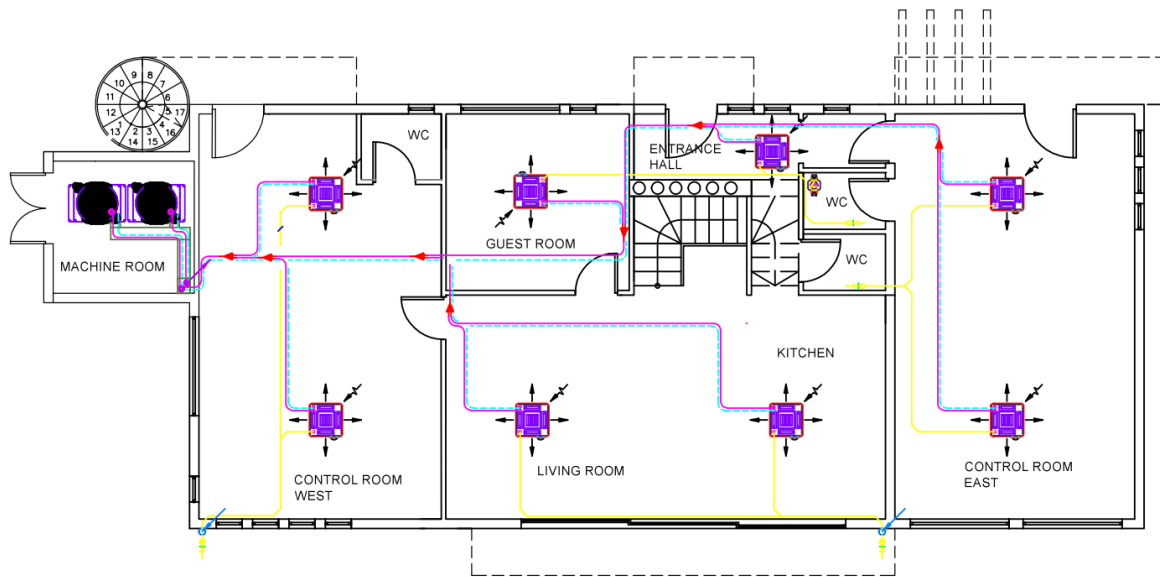 9 8
10 7
11 6
12 5
17
13 3 4 16
14 2 1 15
WC
ENTRANCE
HALL
WC
GUEST ROOM
WC
MACHINE ROOM
KITCHEN
LIVING ROOM
CONTROL ROOM
WEST
CONTROL ROOM
EAST